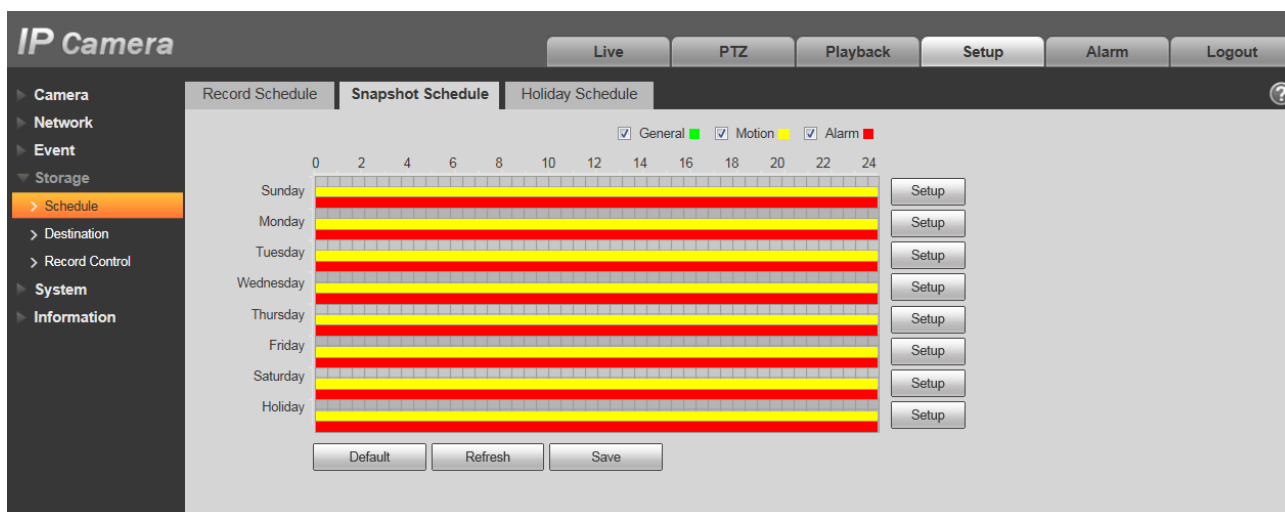 IP Camera
Live PTZ Playback Setup Alarm Logout
Camera
Network
Event
Storage
Schedule
Destination
Record Control
System
Information
Record Schedule Snapshot Schedule Holiday Schedule
?
General Motion Alarm
0 2 4 6 8 10 12 14 16 18 20 22 24
Sunday Setup
Monday Setup
Tuesday Setup
Wednesday Setup
Thursday Setup
Friday Setup
Saturday Setup
Holiday Setup
Default Refresh Save